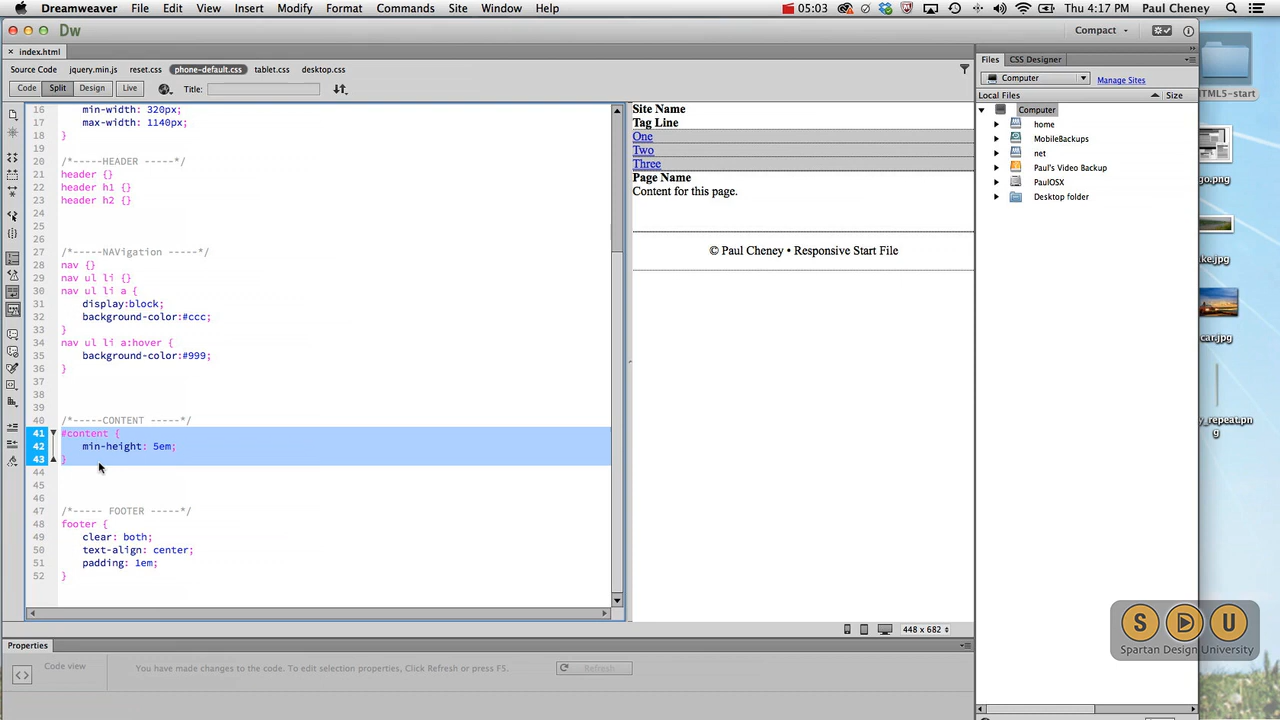 Dreamweaver File Edit View Insert Modify Format Commands Site Window Help 05:03 Thu 4:17 PM Paul Cheney
Dw Compact
index.html
Source Code jquery.min.js reset.css phone-default.css tablet.css desktop.css
Code Split Design Live Title:
16 min-width: 320px;
17 max-width: 1140px;
18 }
19
20 /*-----HEADER -----*/
21 header {}
22 header h1 {}
23 header h2 {}
24
25
26
27 /*-----NAVigation -----*/
28 nav {}
29 nav ul li {}
30 nav ul li a {
31 display:block;
32 background-color:#ccc;
33 }
34 nav ul li a:hover {
35 background-color:#999;
36 }
37
38
39
40 /*-----CONTENT -----*/
41 #content {
42 min-height: 5em;
43 }
44
45
46
47 /*----- FOOTER -----*/
48 footer {
49 clear: both;
50 text-align: center;
51 padding: 1em;
52 }
Site Name
Tag Line
One
Two
Three
Page Name
Content for this page.
© Paul Cheney • Responsive Start File
448 x 682
Files CSS Designer
Computer Manage Sites
Local Files Size
Computer
home
MobileBackups
net
Paul's Video Backup
PaulOSX
Desktop folder
HTML5-start
go.png
ke.jpg
car.jpg
y_repeatpn
g
S D U
Spartan Design University
Properties
Code view You have made changes to the code. To edit selection properties, Click Refresh or press F5. Refresh